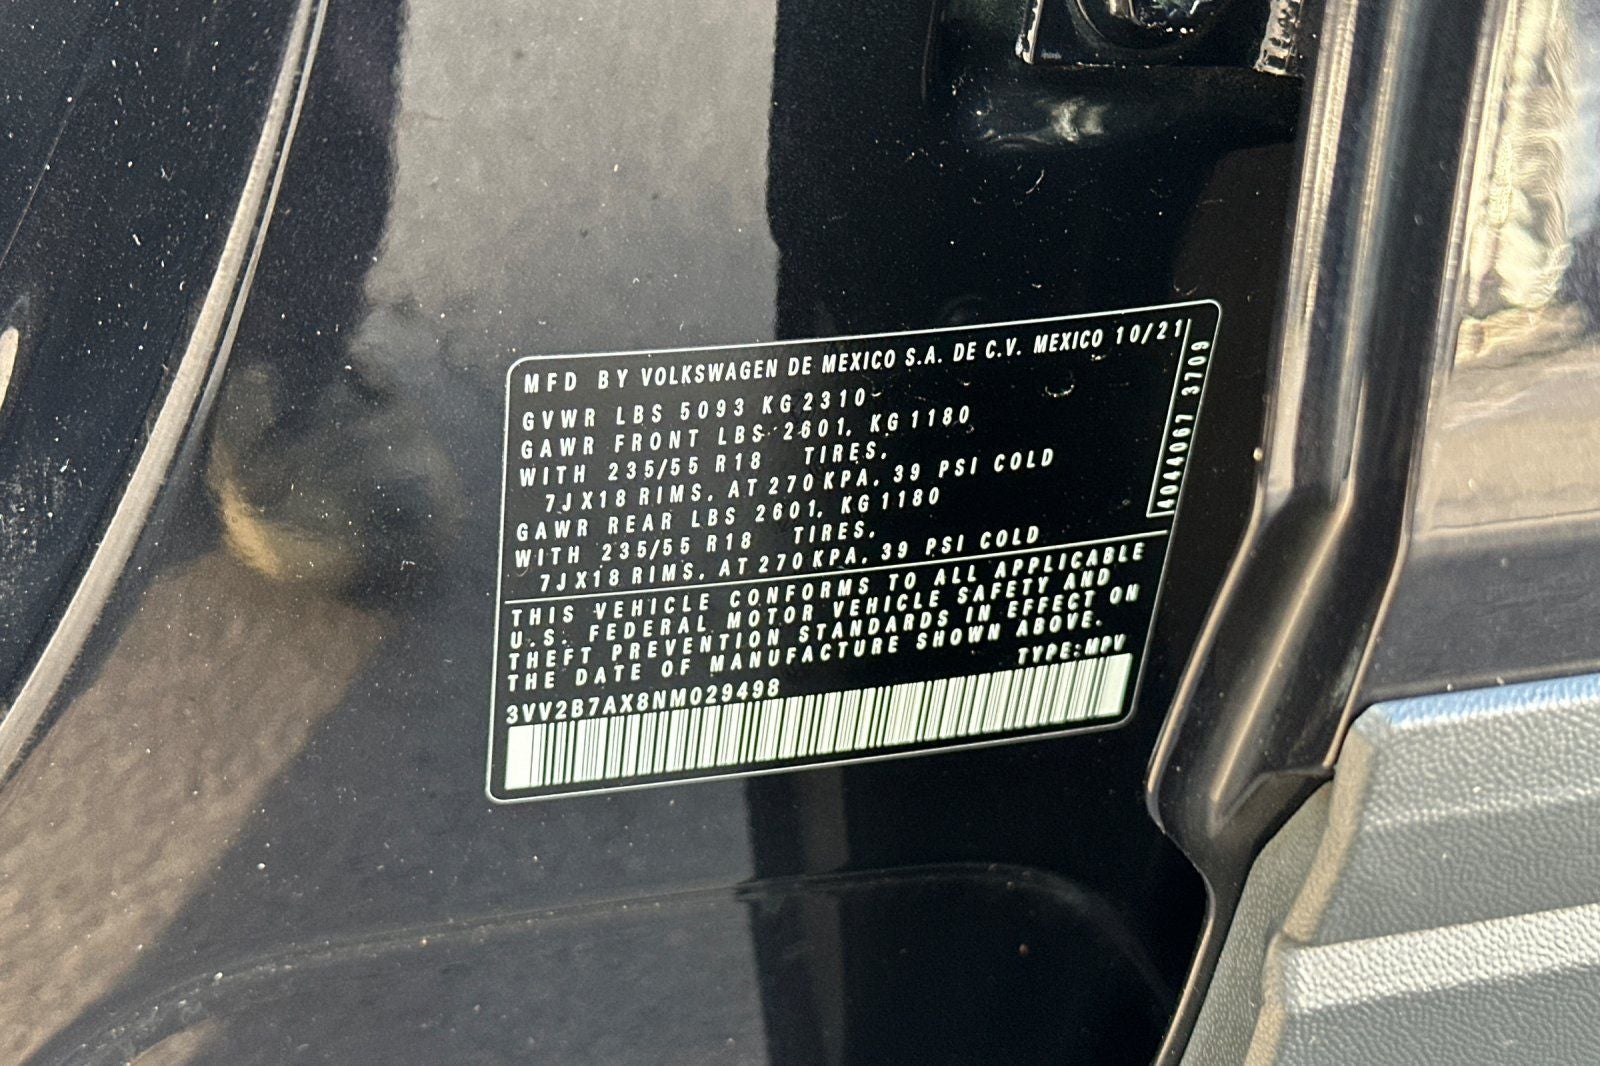 MFD BY VOLKSWAGEN DE MEXICO S.A. DE C.V. MEXICO 10/21
GVWR LBS 5093 KG 2310
GAWR FRONT LBS 2601, KG 1180
WITH 235/55 R18 TIRES,
7JX18 RIMS, AT 270 KPA, 39 PSI COLD
GAWR REAR LBS 2601, KG 1180
WITH 235/55 R18 TIRES,
7JX18 RIMS, AT 270 KPA, 39 PSI COLD
4044067 3709
THIS VEHICLE CONFORMS TO ALL APPLICABLE
U.S. FEDERAL MOTOR VEHICLE SAFETY AND
THEFT PREVENTION STANDARDS IN EFFECT ON
THE DATE OF MANUFACTURE SHOWN ABOVE.
TYPE:MPV
3VV2B7AX8NM029498